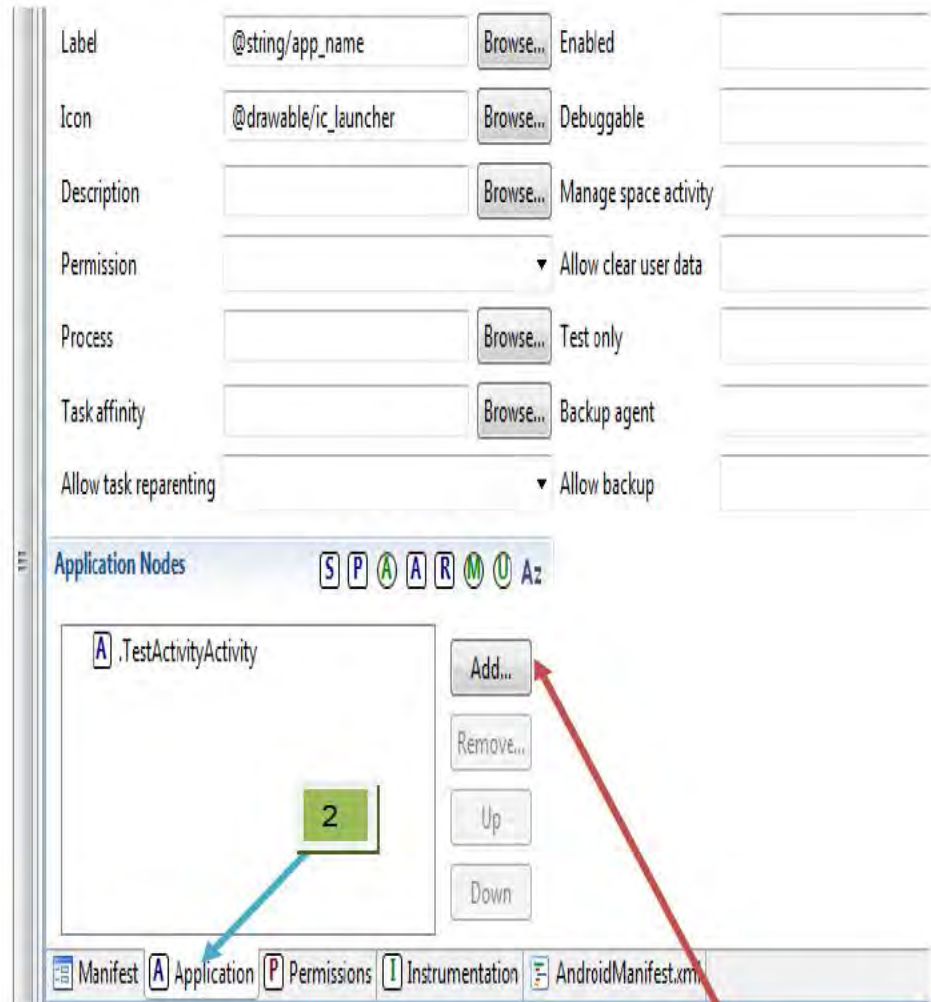 Label @string/app_name Browse... Enabled
Icon @drawable/ic_launcher Browse... Debuggable
Description Browse... Manage space activity
Permission Allow clear user data
Process Browse... Test only
Task affinity Browse... Backup agent
Allow task reparenting Allow backup
Application Nodes S P A A R M U Az
A .TestActivityActivity
Add...
Remove...
2
Up
Down
Manifest A Application P Permissions I Instrumentation AndroidManifest.xml